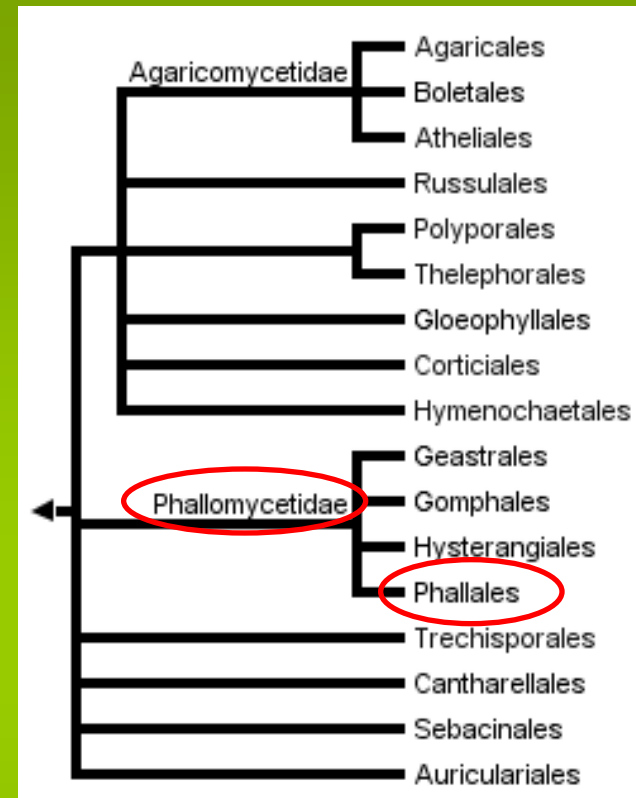 Agaricomycetidae
Agaricales
Boletales
Atheliales
Russulales
Polyporales
Thelephorales
Gloeophyllales
Corticiales
Hymenochaetales
Phallomycetidae
Geastrales
Gomphales
Hysterangiales
Phallales
Trechisporales
Cantharellales
Sebacinales
Auriculariales